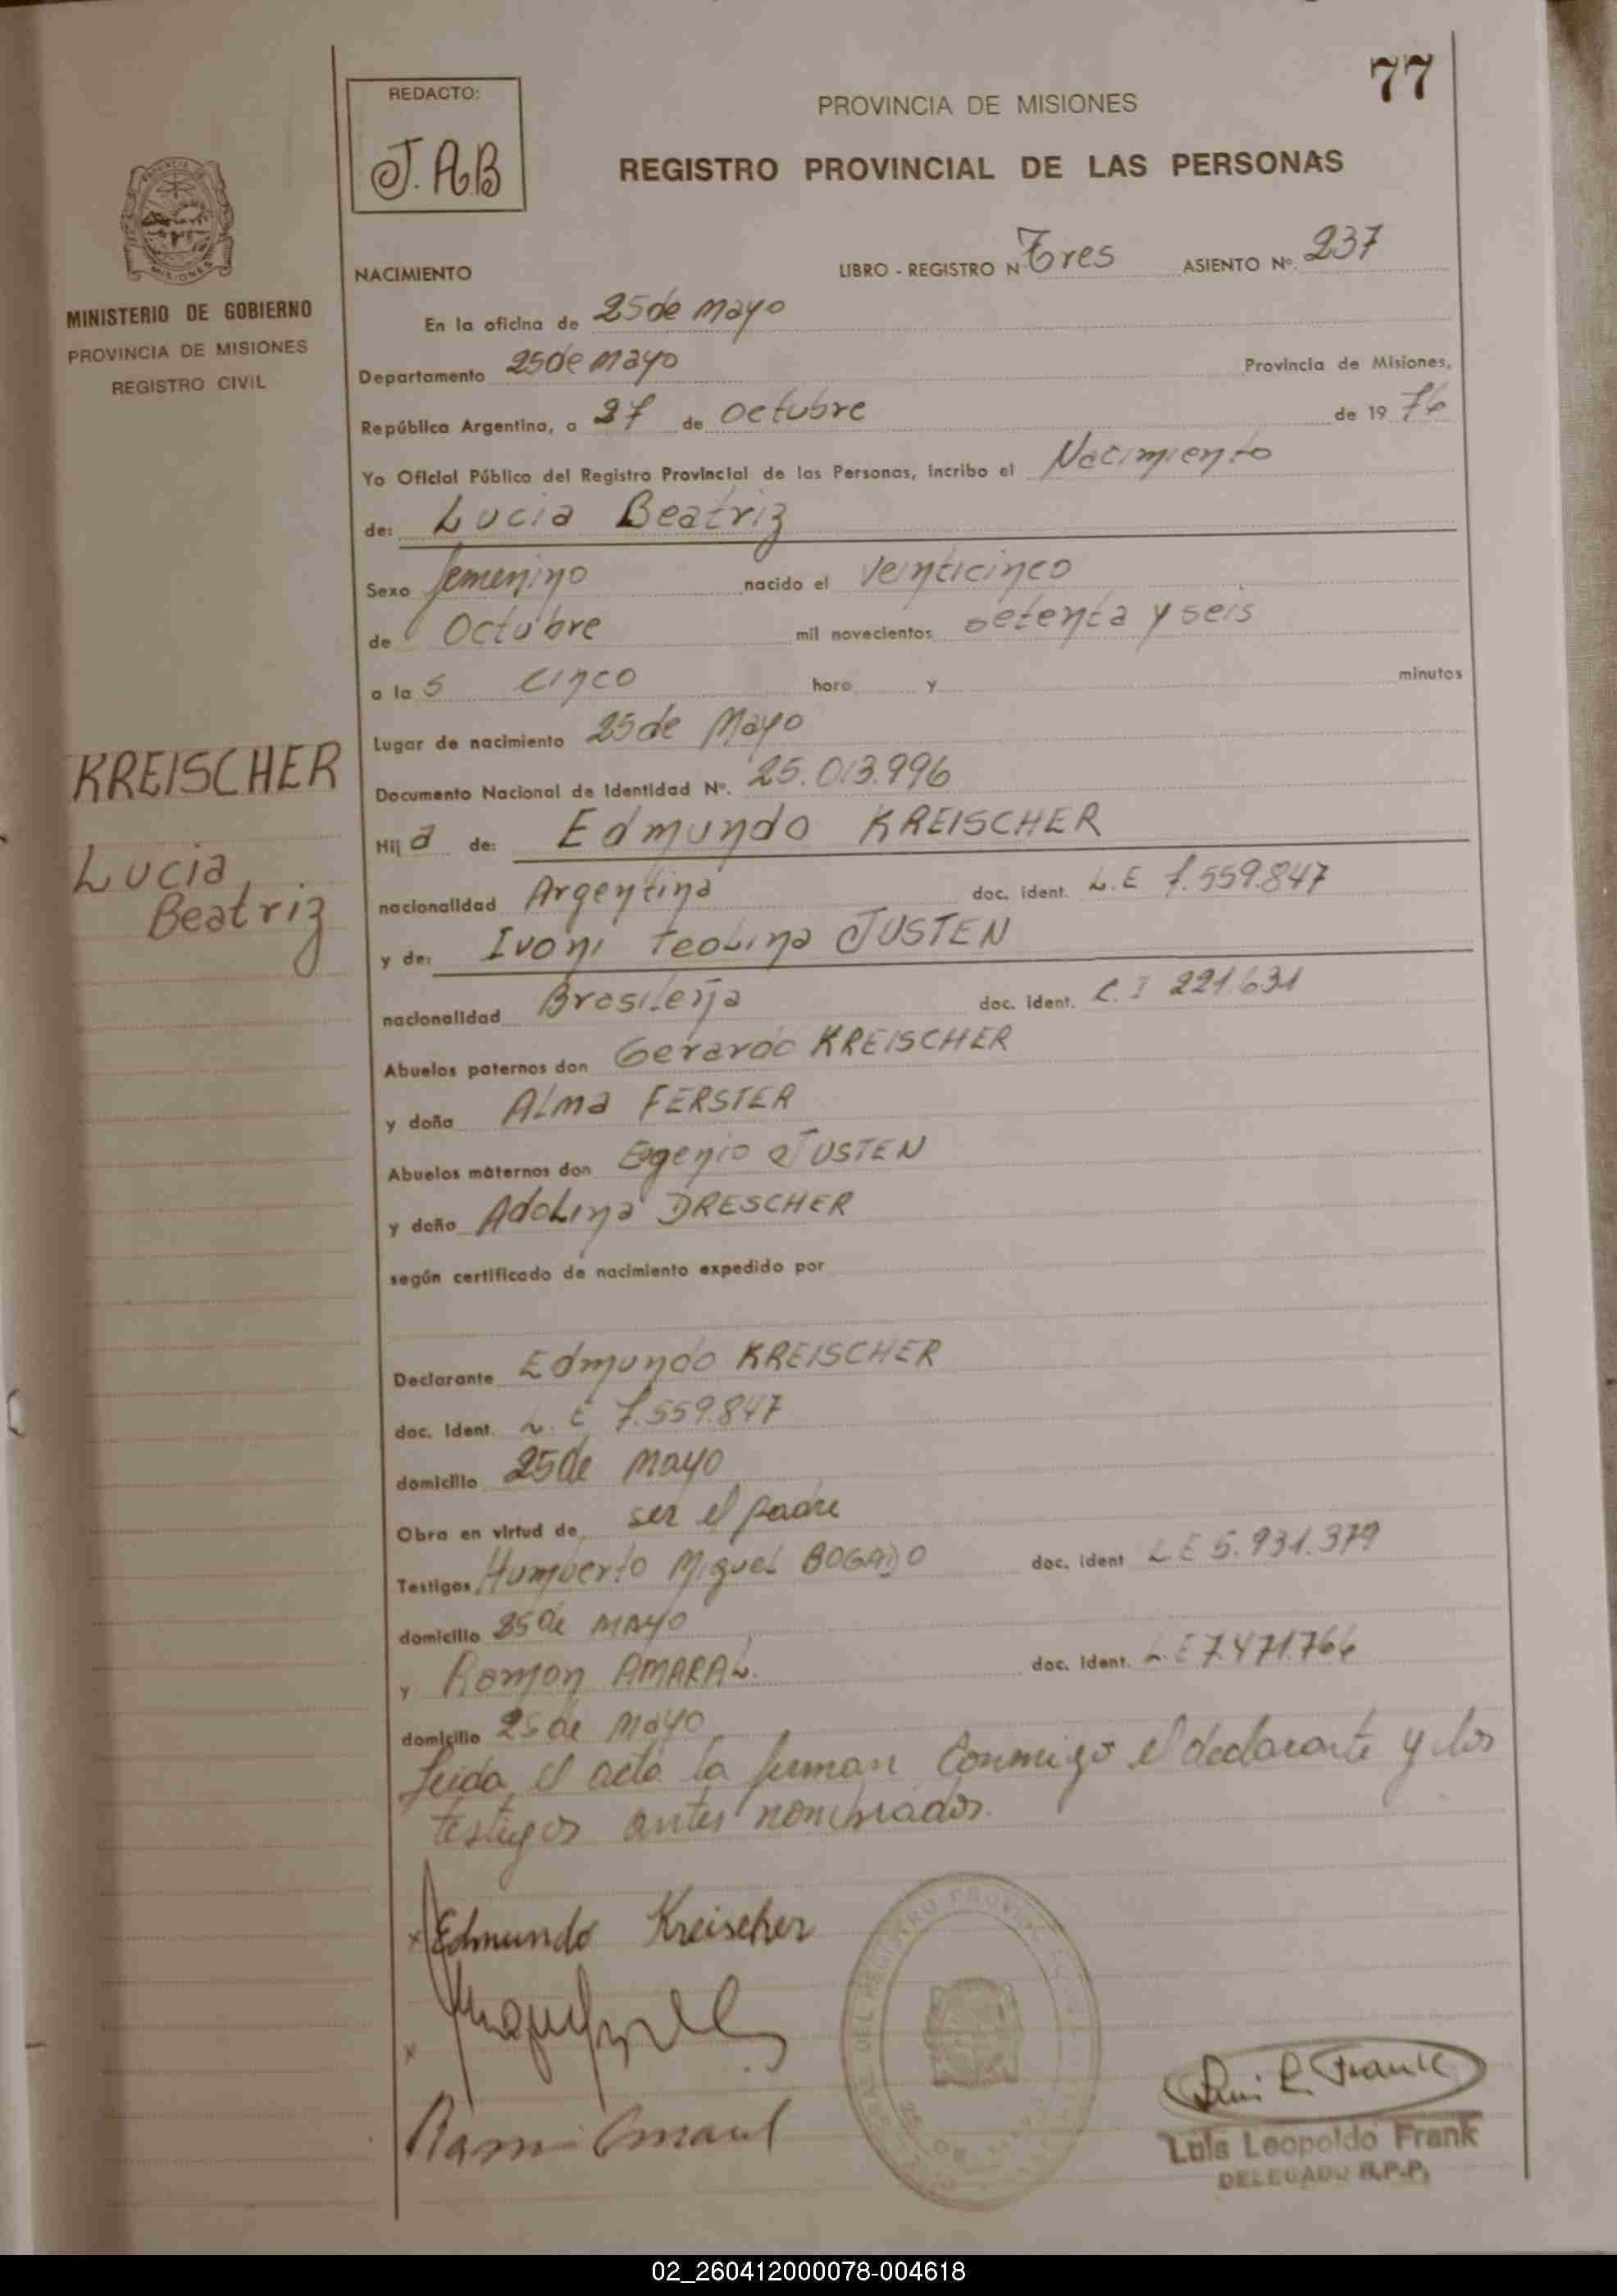 77
REDACTO:
J.A.B
PROVINCIA DE MISIONES
REGISTRO PROVINCIAL DE LAS PERSONAS
MISIONES
MINISTERIO DE GOBIERNO
PROVINCIA DE MISIONES
REGISTRO CIVIL
NACIMIENTO LIBRO - REGISTRO N Tres ASIENTO Nº. 237
En la oficina de 25 de Mayo
Departamento 25 de Mayo Provincia de Misiones,
República Argentina, a 27 de Octubre de 19 76
Yo Oficial Público del Registro Provincial de las Personas, incribo el Nacimiento
de: Lucia Beatriz
Sexo femenino nacido el Veinticinco
de Octubre mil novecientos setenta y seis
a la s cinco hora y minutos
Lugar de nacimiento 25 de Mayo
KREISCHER
Lucia
Beatriz
Documento Nacional de Identidad Nº. 25.013.996
Hij a de: Edmundo KREISCHER
nacionalidad Argentina doc. ident. L.E 7.559.847
y de: Ivoni Teolina JUSTEN
nacionalidad Brasileña doc. ident. C.I 221.631
Abuelos paternos don Gerardo KREISCHER
y doña Alma FERSTER
Abuelos maternos don Eugenio JUSTEN
y doña Adolina DRESCHER
según certificado de nacimiento expedido por
Declarante Edmundo KREISCHER
doc. Ident. L.E 7.559.847
domicilio 25 de Mayo
Obra en virtud de ser el padre
Testigos Humberto Miguel BOGADO doc. ident L.E 5.931.379
domicilio 25 de MAYO
y Ramon AMARAL. doc. Ident. L.E 7.471.766
domicilio 25 de Mayo
Leida el acta la firman conmigo el declarante y los
testigos antes nombrados.
Edmundo Kreischer
Luis L. Frank
Luis Leopoldo Frank
DELEGADO R.P.P.
02_260412000078-004618